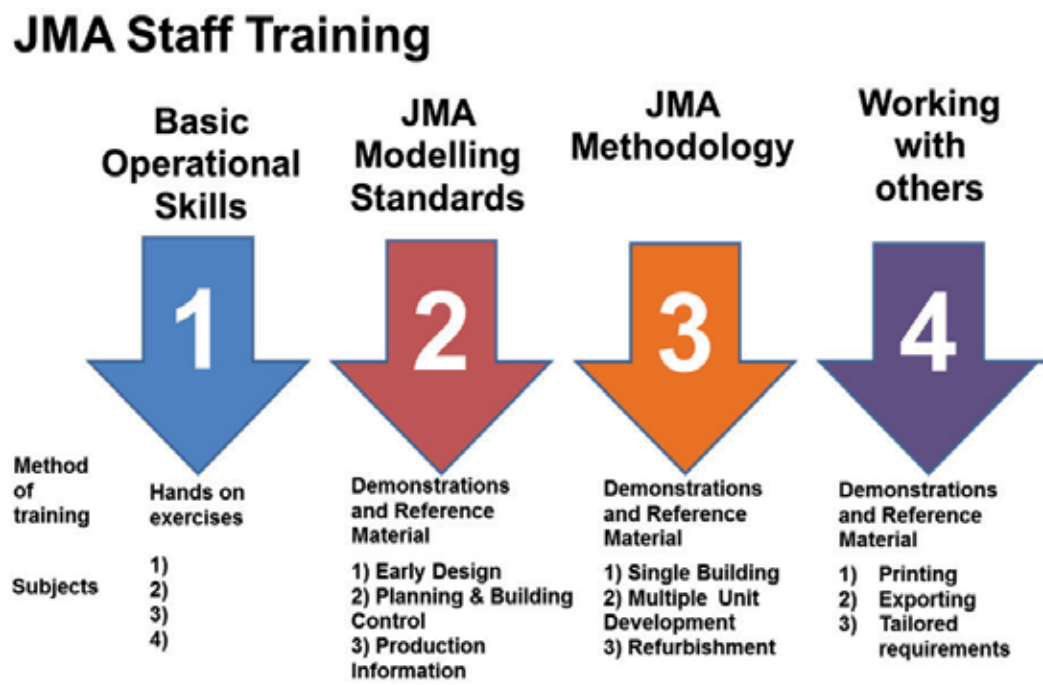 JMA Staff Training
Basic
Operational
Skills
JMA
Modelling
Standards
JMA
Methodology
Working
with
others
1
2
3
4
Method
of
training
Hands on
exercises
Demonstrations
and Reference
Material
Demonstrations
and Reference
Material
Demonstrations
and Reference
Material
Subjects
1)
2)
3)
4)
1) Early Design
2) Planning & Building
Control
3) Production
Information
1) Single Building
2) Multiple Unit
Development
3) Refurbishment
1) Printing
2) Exporting
3) Tailored
requirements